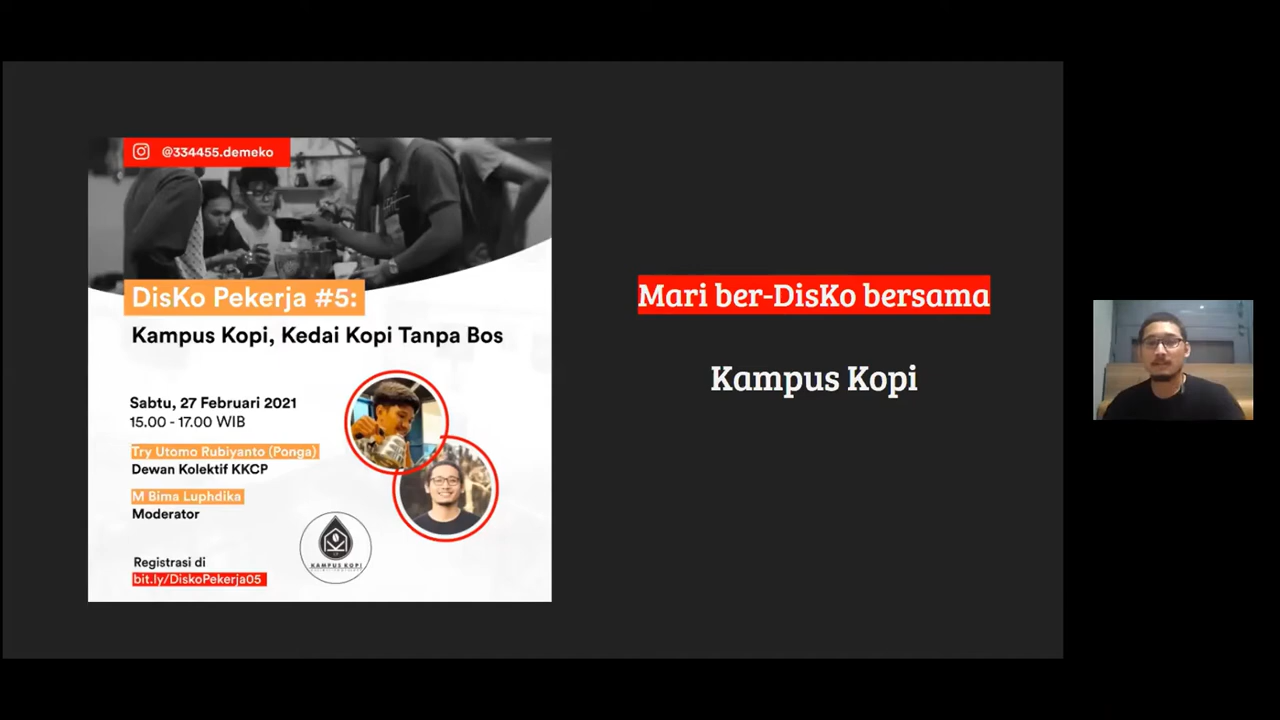 @334455.demeko
DisKo Pekerja #5:
Kampus Kopi, Kedai Kopi Tanpa Bos
Sabtu, 27 Februari 2021
15.00 - 17.00 WIB
Try Utomo Rubiyanto (Ponga)
Dewan Kolektif KKCP
M Bima Luphdika
Moderator
Registrasi di
bit.ly/DiskoPekerja05
KAMPUS KOPI
Mari ber-DisKo bersama
Kampus Kopi